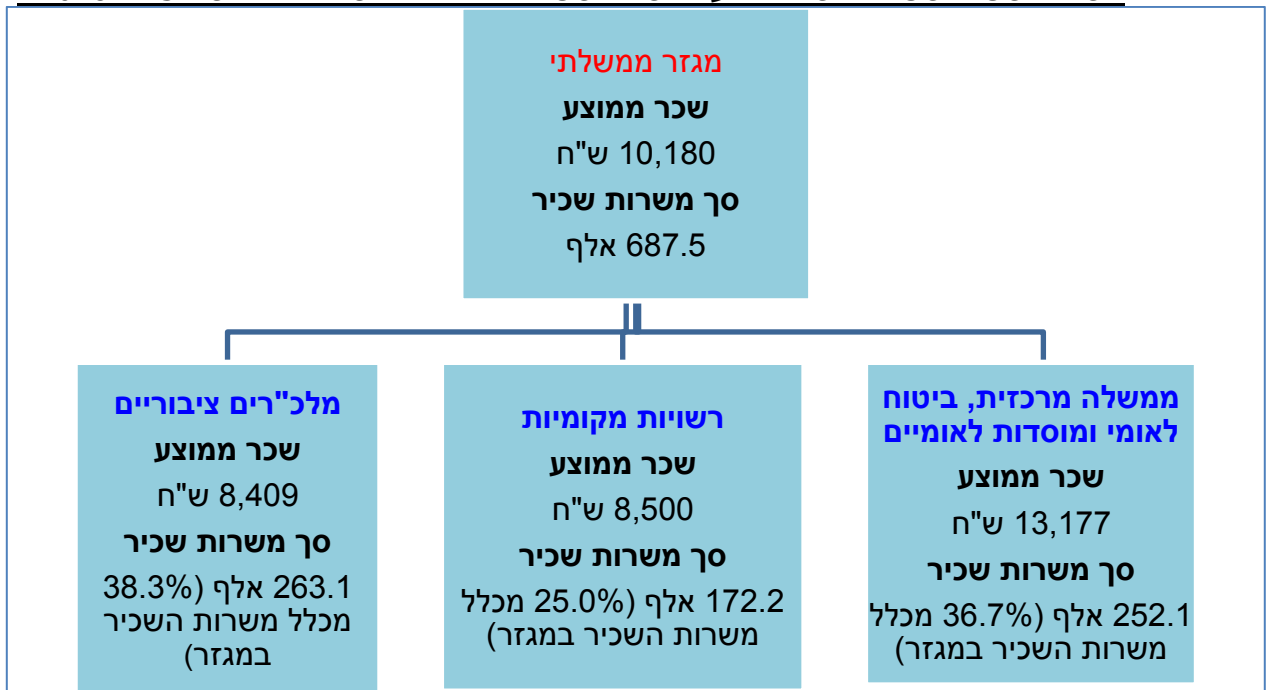 מגזר ממשלתי
שכר ממוצע
10,180 ש"ח
סך משרות שכיר
687.5 אלף
ממשלה מרכזית, ביטוח
לאומי ומוסדות לאומיים
שכר ממוצע
13,177 ש"ח
סך משרות שכיר
252.1 אלף (36.7% מכלל
משרות השכיר במגזר)
רשויות מקומיות
שכר ממוצע
8,500 ש"ח
סך משרות שכיר
172.2 אלף (25.0% מכלל
משרות השכיר במגזר)
מלכ"רים ציבוריים
שכר ממוצע
8,409 ש"ח
סך משרות שכיר
263.1 אלף (38.3%
מכלל משרות השכיר
במגזר)